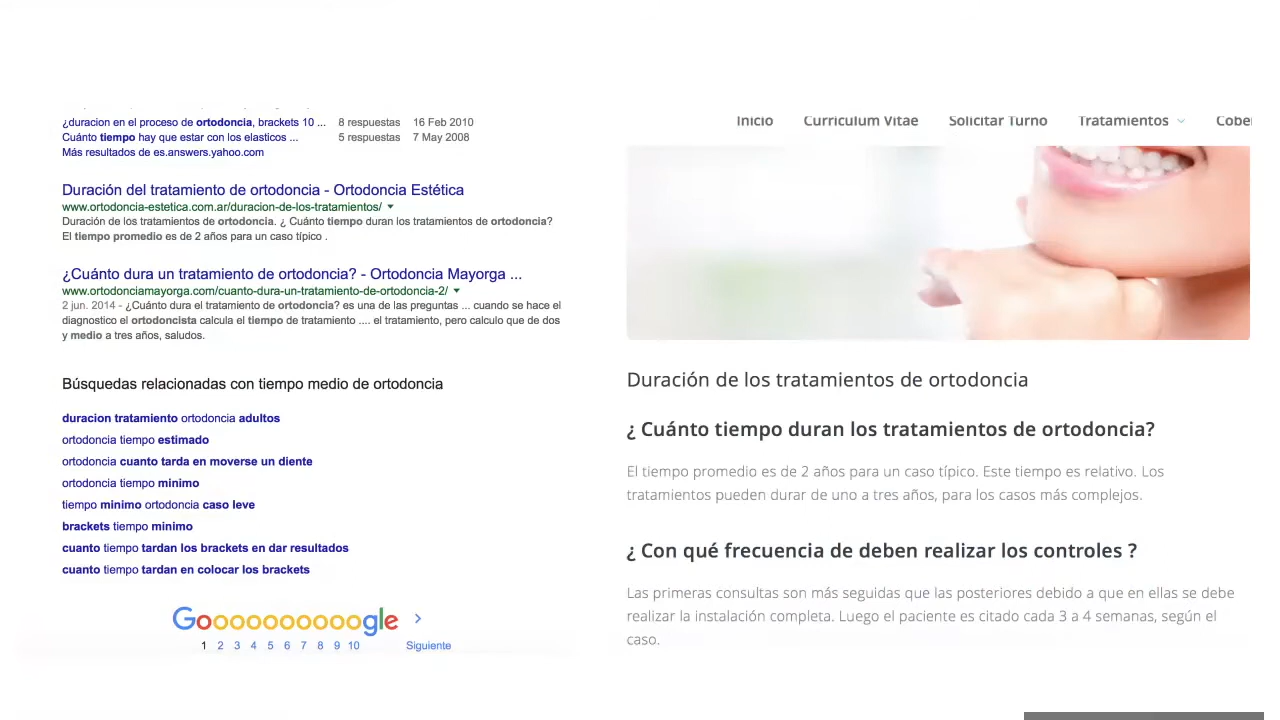 ¿duracion en el proceso de ortodoncia, brackets 10 ... 8 respuestas 16 Feb 2010
Cuánto tiempo hay que estar con los elasticos ... 5 respuestas 7 May 2008
Más resultados de es.answers.yahoo.com
Duración del tratamiento de ortodoncia - Ortodoncia Estética
www.ortodoncia-estetica.com.ar/duracion-de-los-tratamientos/
Duración de los tratamientos de ortodoncia. ¿ Cuánto tiempo duran los tratamientos de ortodoncia?
El tiempo promedio es de 2 años para un caso típico .
¿Cuánto dura un tratamiento de ortodoncia? - Ortodoncia Mayorga ...
www.ortodonciamayorga.com/cuanto-dura-un-tratamiento-de-ortodoncia-2/
2 jun. 2014 - ¿Cuánto dura el tratamiento de ortodoncia? es una de las preguntas ... cuando se hace el
diagnostico el ortodoncista calcula el tiempo de tratamiento .... el tratamiento, pero calculo que de dos
y medio a tres años, saludos.
Búsquedas relacionadas con tiempo medio de ortodoncia
duracion tratamiento ortodoncia adultos
ortodoncia tiempo estimado
ortodoncia cuanto tarda en moverse un diente
ortodoncia tiempo minimo
tiempo minimo ortodoncia caso leve
brackets tiempo minimo
cuanto tiempo tardan los brackets en dar resultados
cuanto tiempo tardan en colocar los brackets
Goooooooooogle >
1 2 3 4 5 6 7 8 9 10 Siguiente
Inicio Curriculum Vitae Solicitar Turno Tratamientos Cober
Duración de los tratamientos de ortodoncia
¿ Cuánto tiempo duran los tratamientos de ortodoncia?
El tiempo promedio es de 2 años para un caso típico. Este tiempo es relativo. Los
tratamientos pueden durar de uno a tres años, para los casos más complejos.
¿ Con qué frecuencia de deben realizar los controles ?
Las primeras consultas son más seguidas que las posteriores debido a que en ellas se debe
realizar la instalación completa. Luego el paciente es citado cada 3 a 4 semanas, según el
caso.